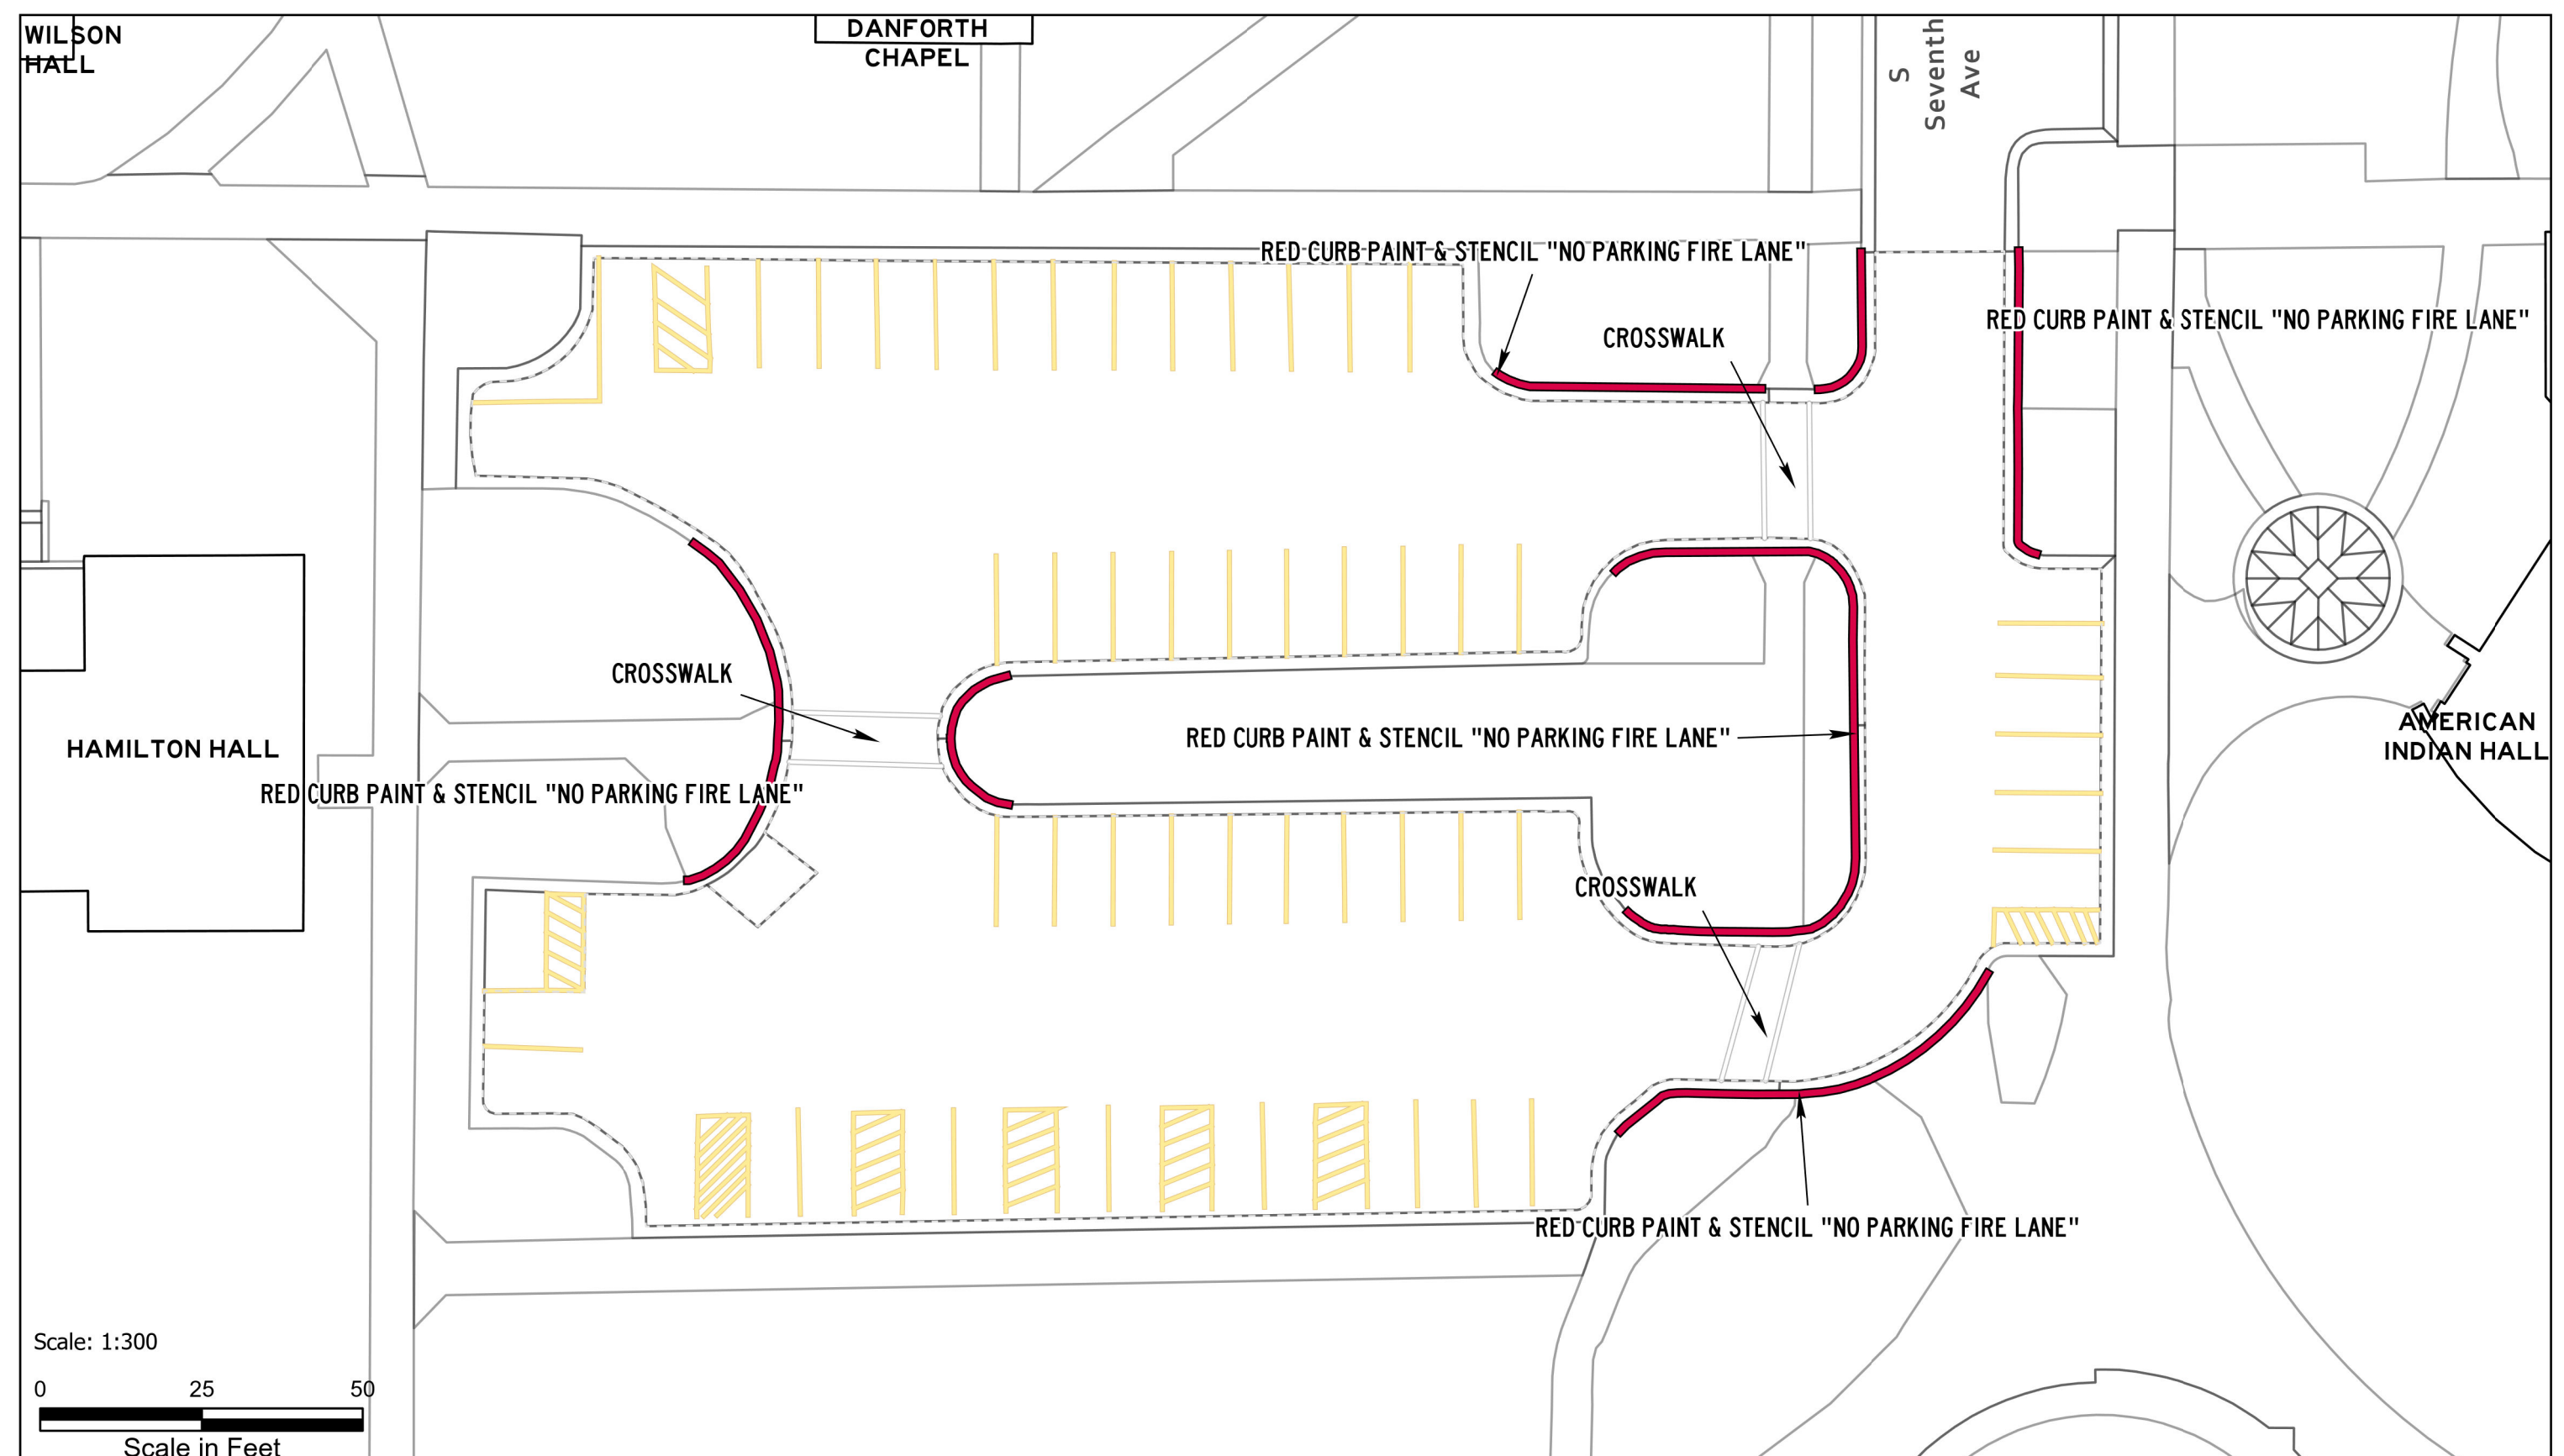 WILSON
HALL
DANFORTH
CHAPEL
S
Seventh
Ave
RED CURB PAINT & STENCIL "NO PARKING FIRE LANE"
CROSSWALK
RED CURB PAINT & STENCIL "NO PARKING FIRE LANE"
CROSSWALK
HAMILTON HALL
RED CURB PAINT & STENCIL "NO PARKING FIRE LANE"
RED CURB PAINT & STENCIL "NO PARKING FIRE LANE"
AMERICAN
INDIAN HALL
CROSSWALK
RED CURB PAINT & STENCIL "NO PARKING FIRE LANE"
Scale: 1:300
0 25 50
Scale in Feet